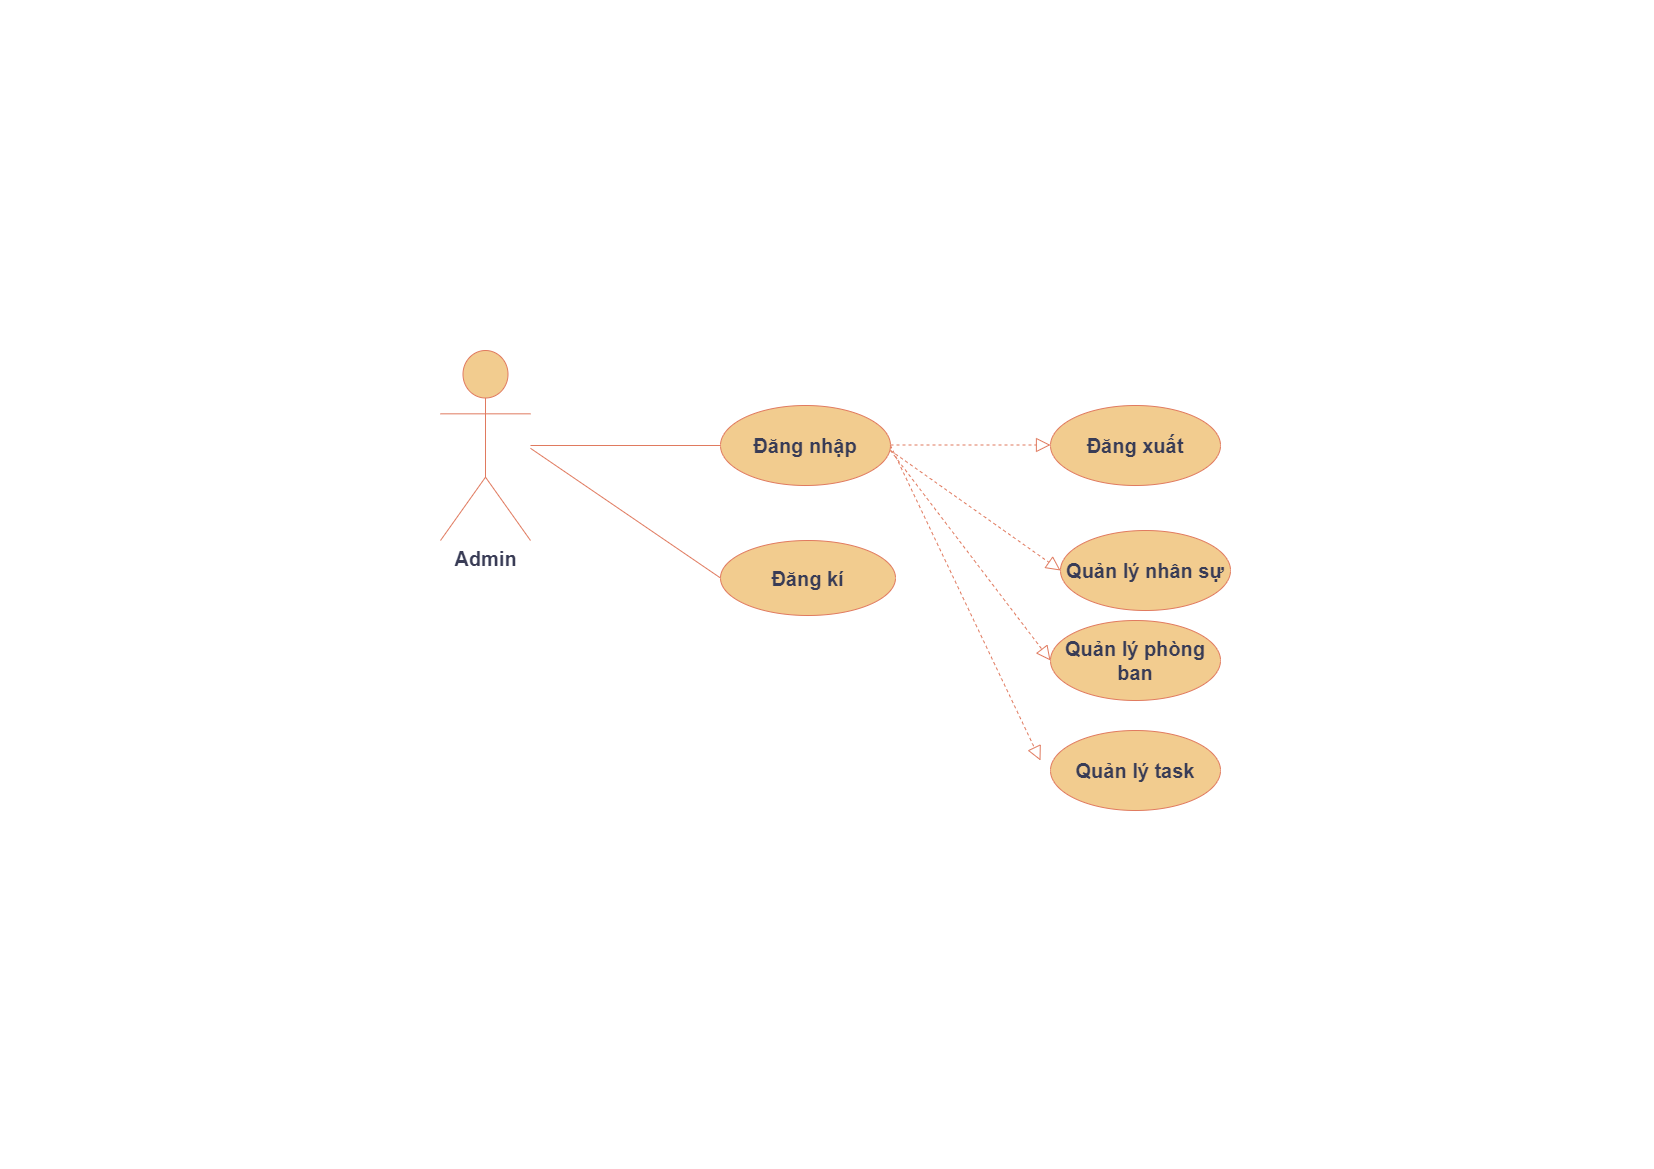 Đăng nhập
Đăng xuất
Admin
Đăng kí
Quản lý nhân sự
Quản lý phòng
ban
Quản lý task